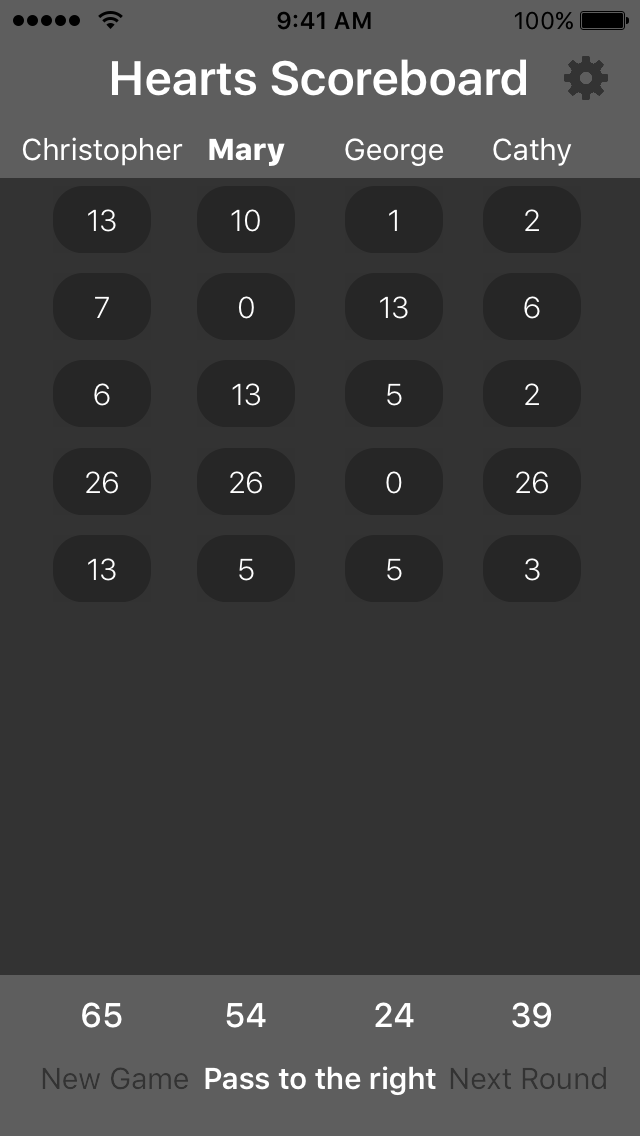 9:41 AM 100%
Hearts Scoreboard
Christopher Mary George Cathy
13 10 1 2
7 0 13 6
6 13 5 2
26 26 0 26
13 5 5 3
65 54 24 39
New Game Pass to the right Next Round